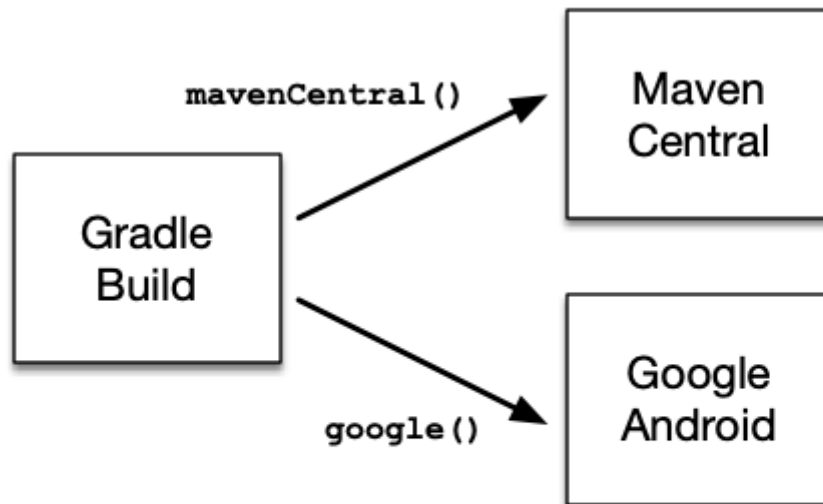 mavenCentral()
Maven
Central
Gradle
Build
Google
Android
google()